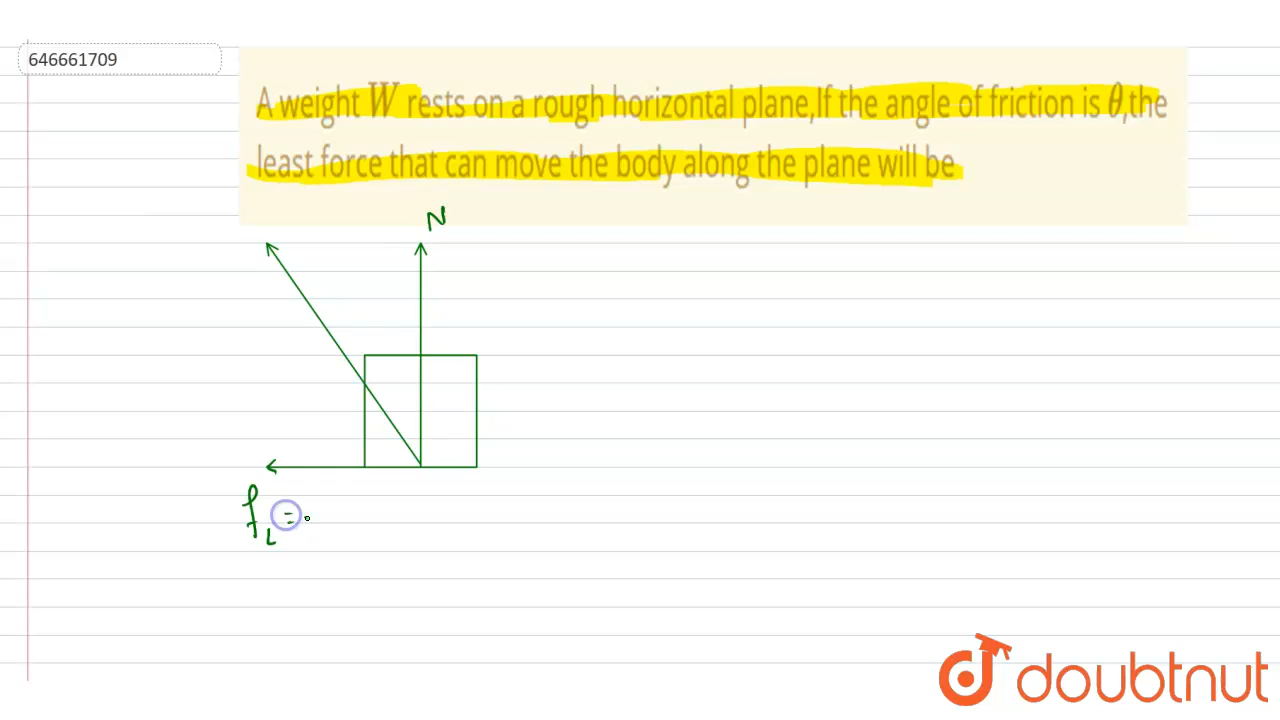 646661709
A weight W rests on a rough horizontal plane,If the angle of friction is θ,the
least force that can move the body along the plane will be
N
f_L =
doubtnut